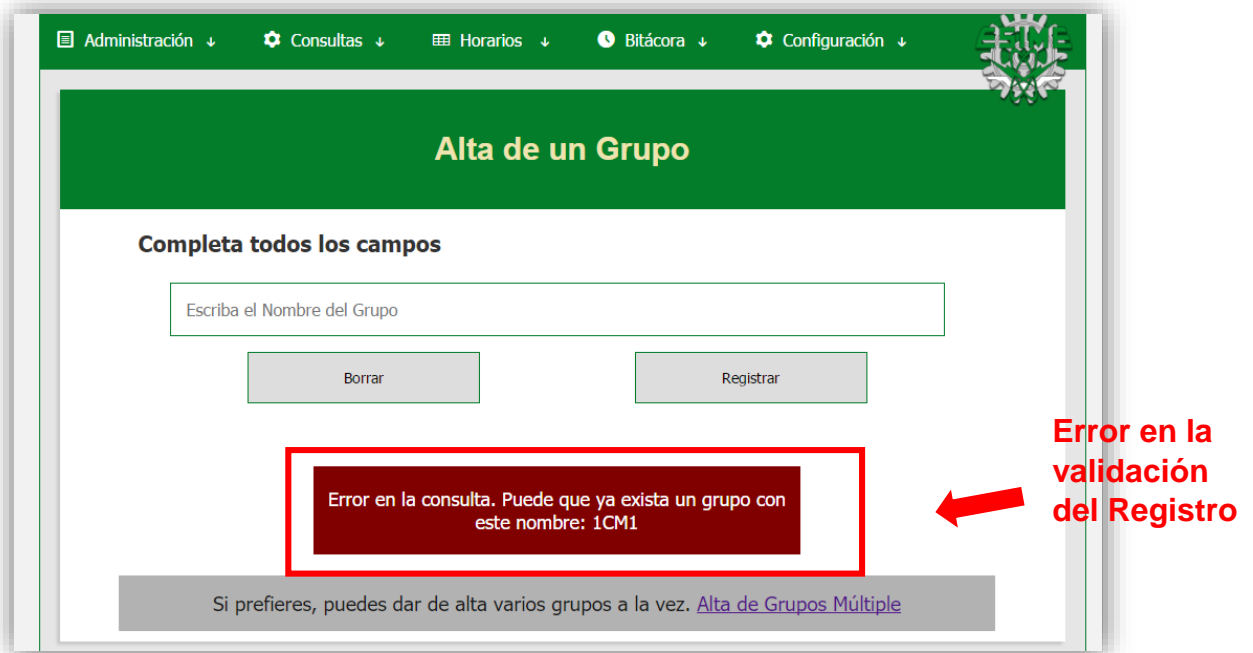 Administración ↓ Consultas ↓ Horarios ↓ Bitácora ↓ Configuración ↓
Alta de un Grupo
Completa todos los campos
Escriba el Nombre del Grupo
Borrar Registrar
Error en la consulta. Puede que ya exista un grupo con
este nombre: 1CM1
Error en la
validación
del Registro
Si prefieres, puedes dar de alta varios grupos a la vez. Alta de Grupos Múltiple